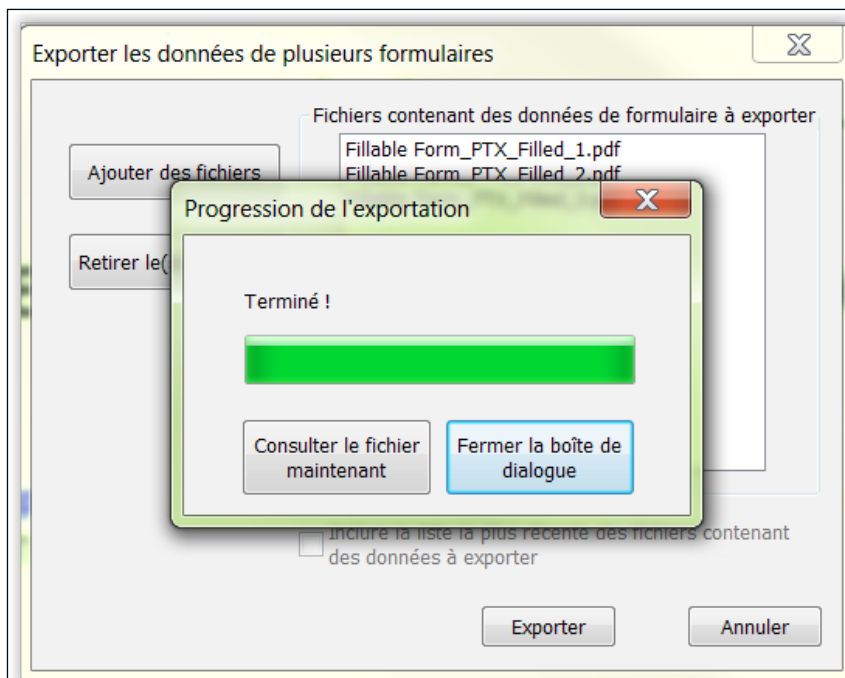 Exporter les données de plusieurs formulaires
Fichiers contenant des données de formulaire à exporter
Ajouter des fichiers
Fillable Form_PTX_Filled_1.pdf
Fillable Form_PTX_Filled_2.pdf
Progression de l'exportation
Retirer le(
Terminé !
Consulter le fichier
maintenant
Fermer la boîte de
dialogue
Inclure la liste la plus récente des fichiers contenant
des données à exporter
Exporter
Annuler